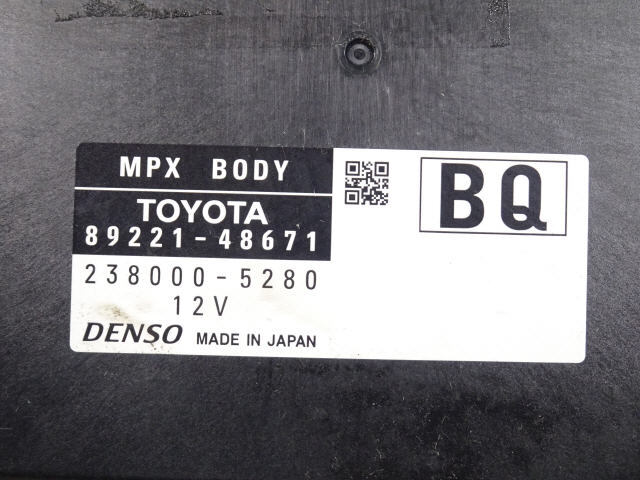 MPX BODY
BQ
TOYOTA
89221-48671
238000-5280
12V
DENSO MADE IN JAPAN